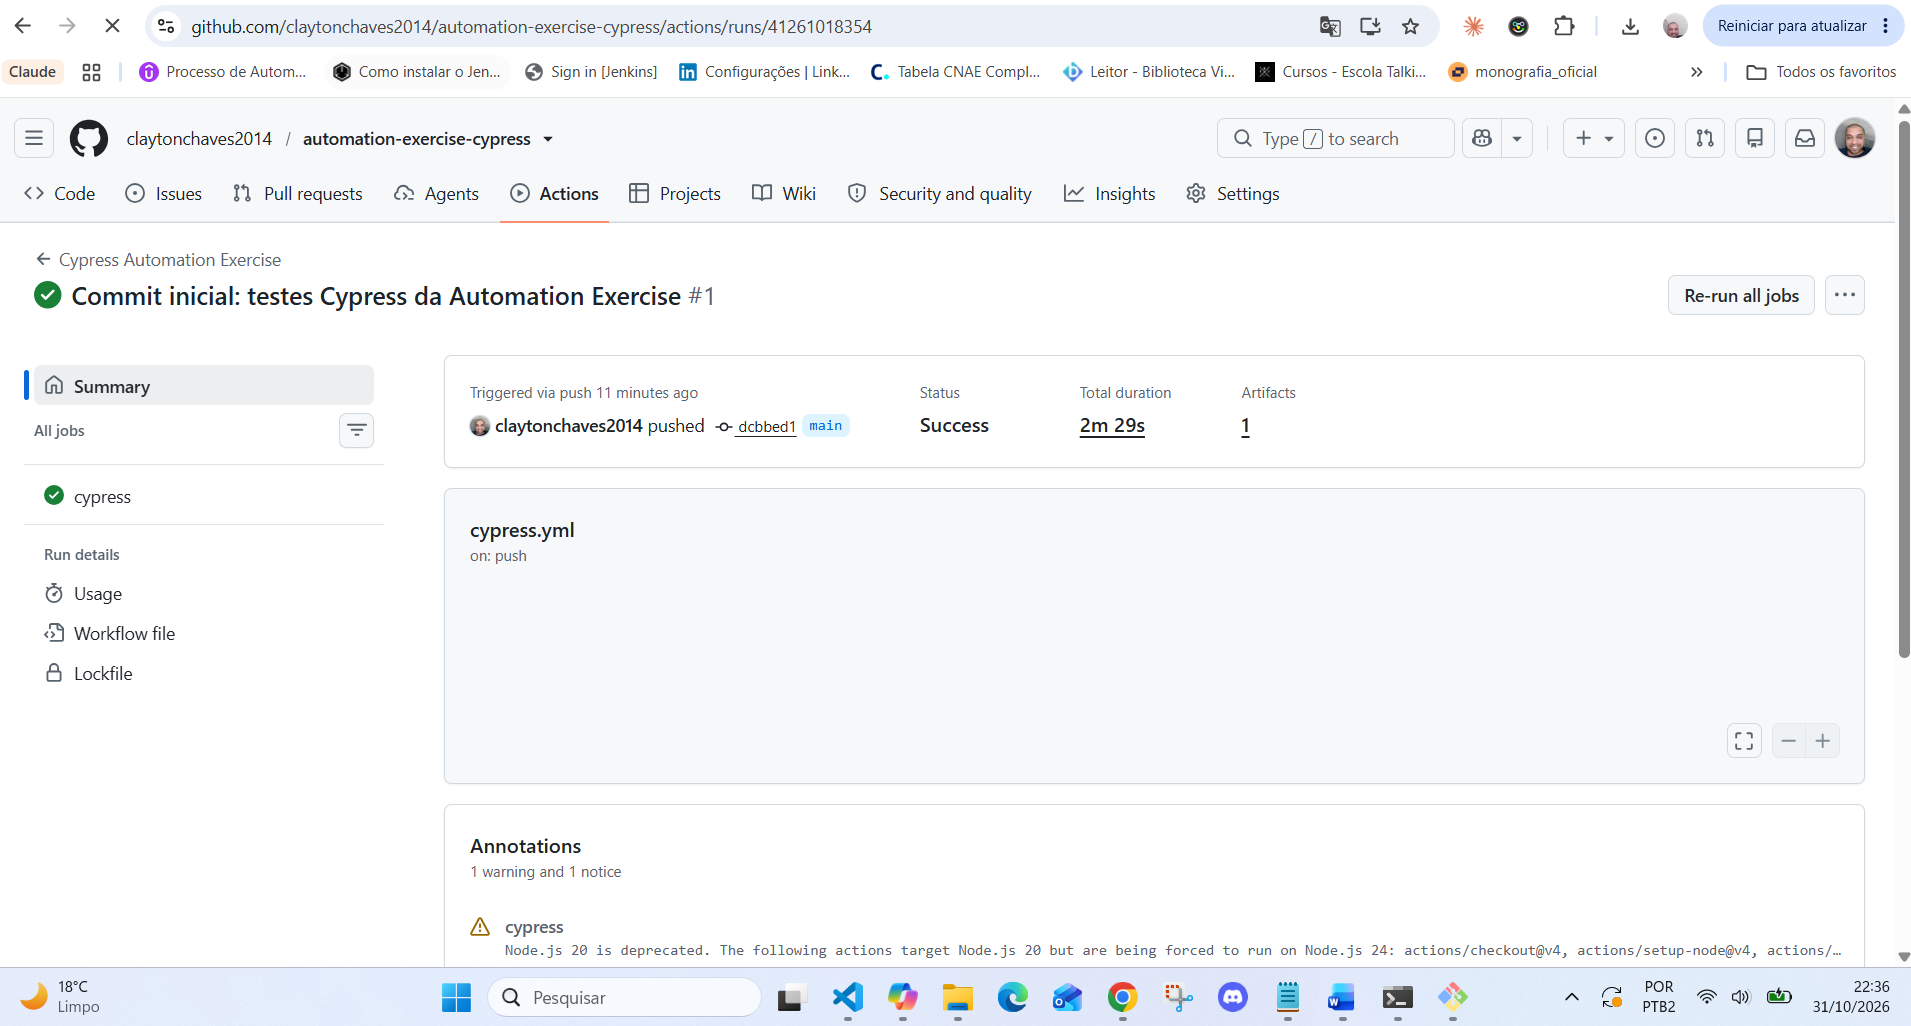 github.com/claytonchaves2014/automation-exercise-cypress/actions/runs/41261018354
Reiniciar para atualizar
Claude
Processo de Autom...
Como instalar o Jen...
Sign in [Jenkins]
Configurações | Link...
Tabela CNAE Compl...
Leitor - Biblioteca Vi...
Cursos - Escola Talki...
monografia_oficial
»
Todos os favoritos
claytonchaves2014 / automation-exercise-cypress
Type / to search
Code
Issues
Pull requests
Agents
Actions
Projects
Wiki
Security and quality
Insights
Settings
Cypress Automation Exercise
Commit inicial: testes Cypress da Automation Exercise #1
Re-run all jobs
Summary
All jobs
cypress
Run details
Usage
Workflow file
Lockfile
Triggered via push 11 minutes ago
claytonchaves2014 pushed dcbbed1 main
Status
Success
Total duration
2m 29s
Artifacts
1
cypress.yml
on: push
Annotations
1 warning and 1 notice
cypress
Node.js 20 is deprecated. The following actions target Node.js 20 but are being forced to run on Node.js 24: actions/checkout@v4, actions/setup-node@v4, actions/…
18°C
Limpo
Pesquisar
POR
PTB2
22:36
31/10/2026